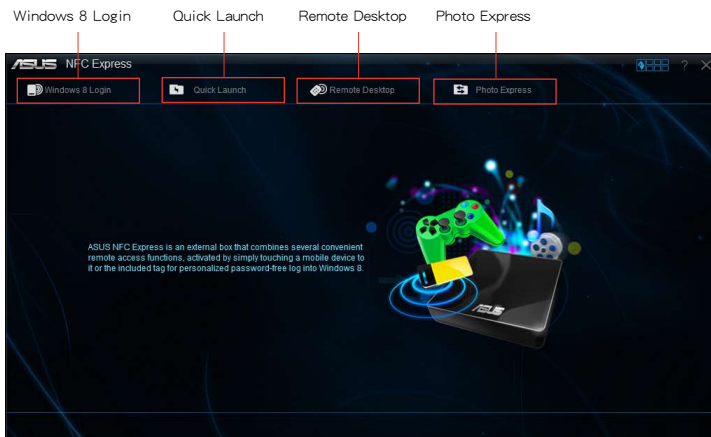 Windows 8 Login Quick Launch Remote Desktop Photo Express
ASUS NFC Express ? X
Windows 8 Login Quick Launch Remote Desktop Photo Express
ASUS NFC Express is an external box that combines several convenient
remote access functions, activated by simply touching a mobile device to
it or the included tag for personalized password-free log into Windows 8.
ASUS